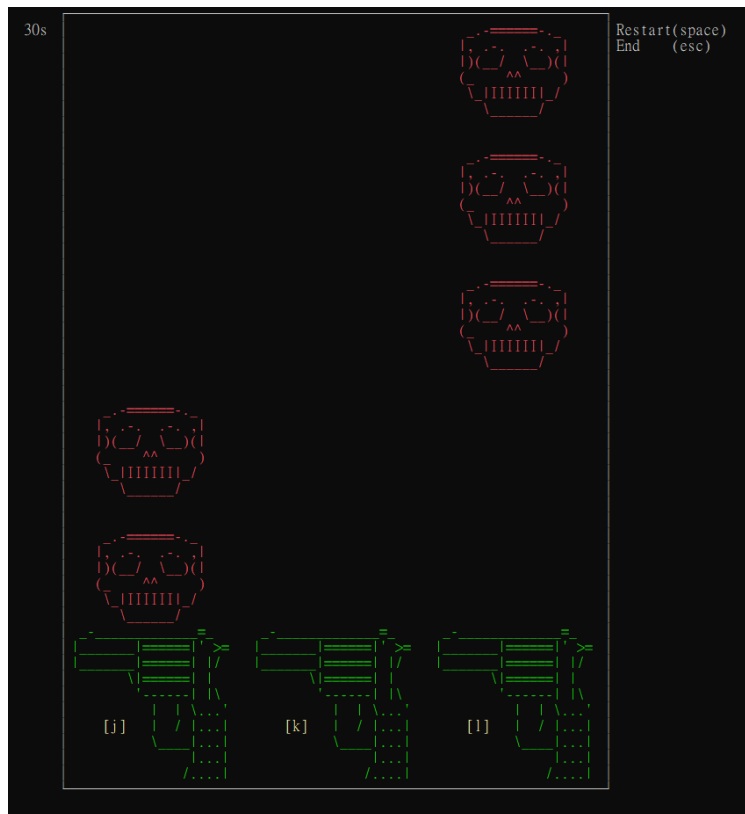 30s
Restart(space)
End    (esc)
[j]
[k]
[l]